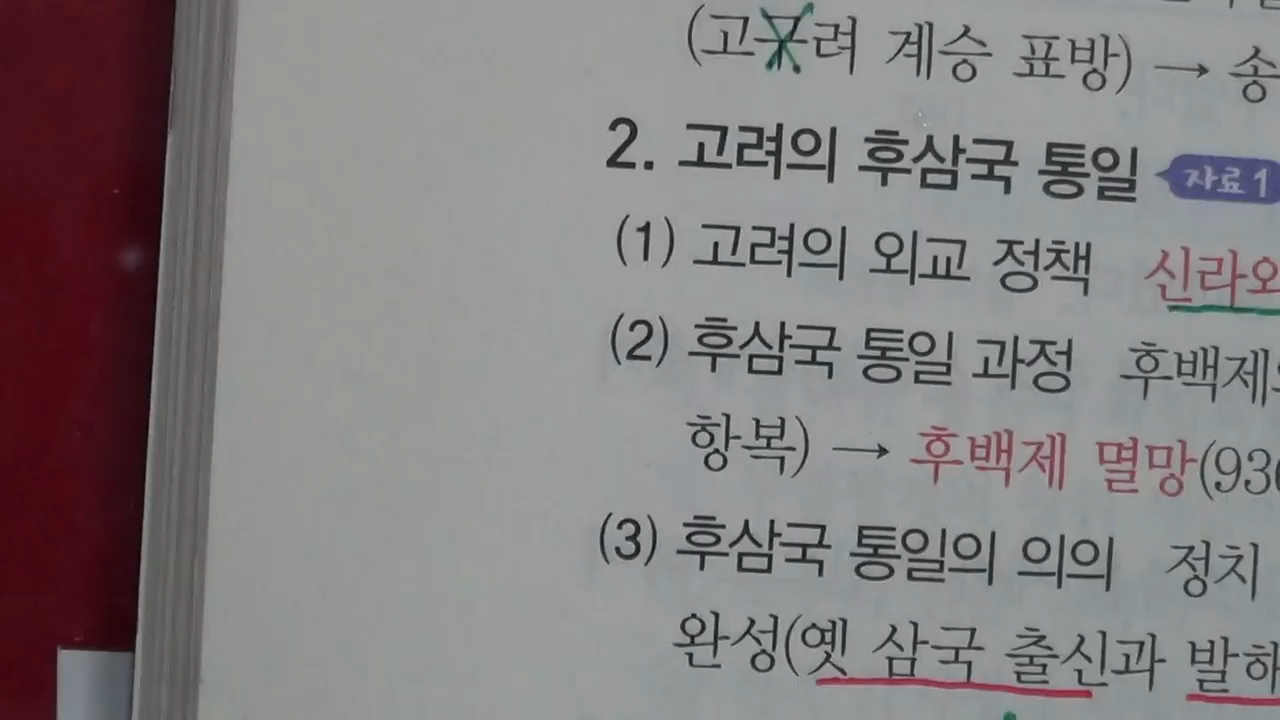 (고구려 계승 표방) → 송
2. 고려의 후삼국 통일 자료 1
(1) 고려의 외교 정책 신라와
(2) 후삼국 통일 과정 후백제
항복) → 후백제 멸망(936
(3) 후삼국 통일의 의의 정치
완성(옛 삼국 출신과 발해